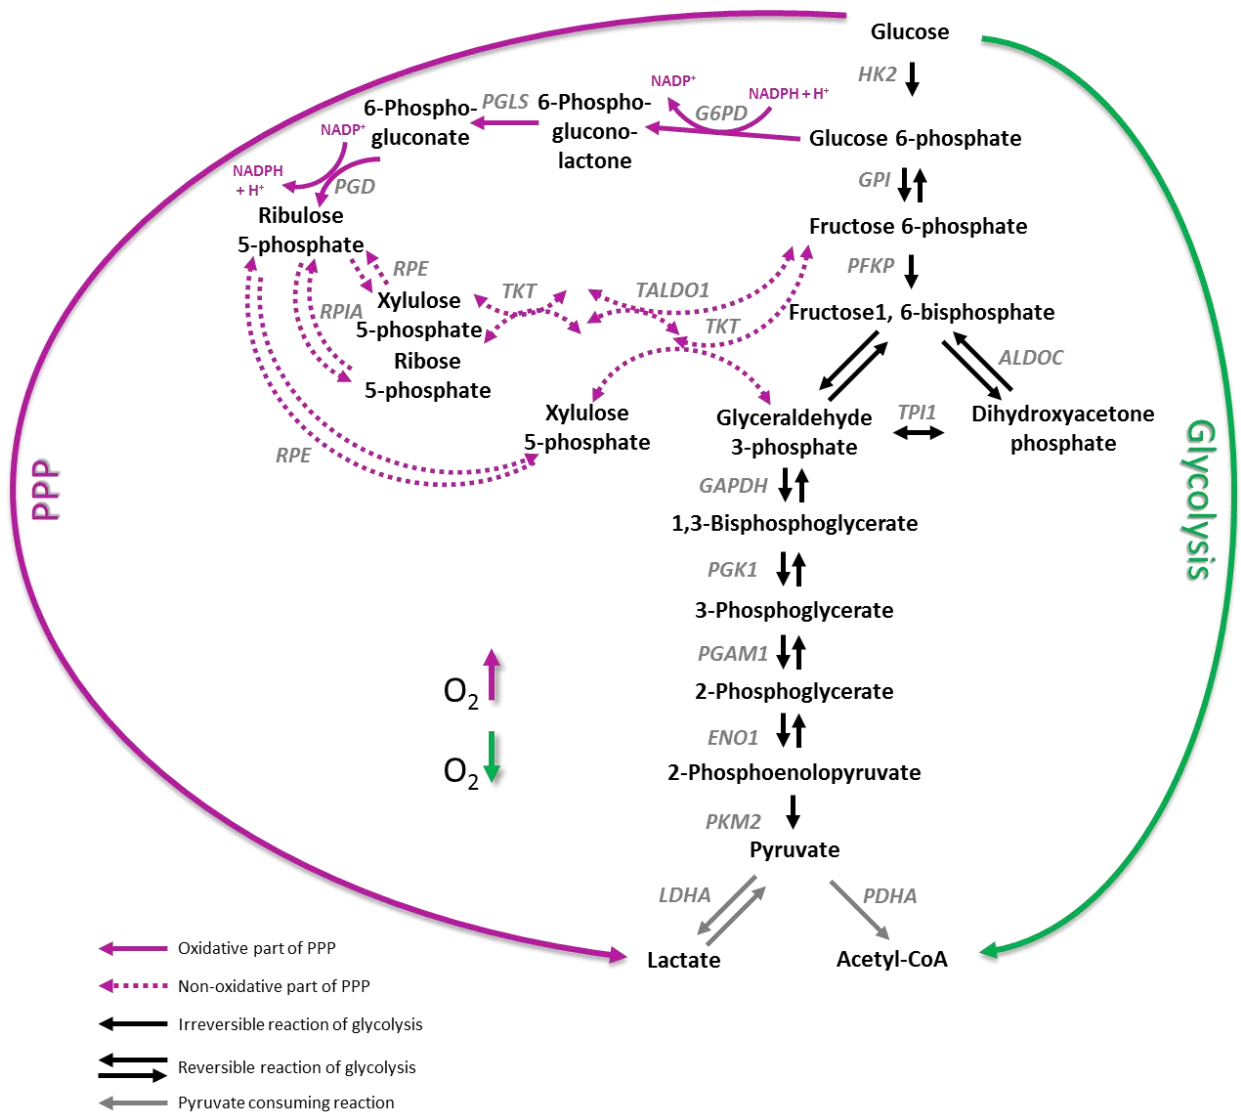 Glucose
HK2
NADP⁺
NADPH + H⁺
G6PD
6-Phospho-
gluconate
PGLS
6-Phospho-
glucono-
lactone
Glucose 6-phosphate
NADP⁺
NADPH
+ H⁺
PGD
GPI
Ribulose
5-phosphate
Fructose 6-phosphate
RPE
PFKP
Xylulose
5-phosphate
RPIA
TKT
TALDO1
TKT
Fructose1, 6-bisphosphate
Ribose
5-phosphate
ALDOC
Xylulose
5-phosphate
Glyceraldehyde
3-phosphate
TPI1
Dihydroxyacetone
phosphate
RPE
PPP
Glycolysis
GAPDH
1,3-Bisphosphoglycerate
PGK1
3-Phosphoglycerate
PGAM1
2-Phosphoglycerate
O₂
ENO1
O₂
2-Phosphoenolopyruvate
PKM2
Pyruvate
LDHA
PDHA
Lactate
Acetyl-CoA
Oxidative part of PPP
Non-oxidative part of PPP
Irreversible reaction of glycolysis
Reversible reaction of glycolysis
Pyruvate consuming reaction